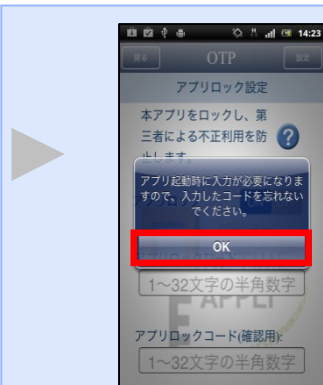 14:23
戻る OTP 設定
アプリロック設定
本アプリをロックし、第
三者による不正利用を防
止します。
アプリ起動時に入力が必要になりま
すので、入力したコードを忘れない
でください。
OK
1～32文字の半角数字
APPLI
アプリロックコード(確認用):
1～32文字の半角数字